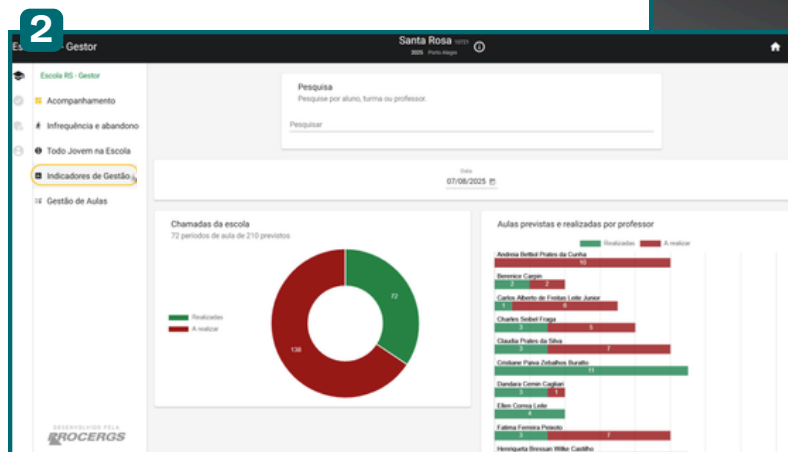 2
Gestor
Santa Rosa
2025 Porto Alegre
Escola RS - Gestor
Acompanhamento
Infrequência e abandono
Todo Jovem na Escola
Indicadores de Gestão
Gestão de Aulas
DESENVOLVIDO PELA
PROCERGS
Pesquisa
Pesquise por aluno, turma ou professor.
Pesquisar
Data
07/08/2025
Chamadas da escola
72 períodos de aula de 210 previstos
Realizadas
A realizar
72
138
Aulas previstas e realizadas por professor
Realizadas A realizar
Andreia Bettiol Prates da Cunha
10
Berenice Carpin
2 2
Carlos Alberto de Freitas Leite Junior
1 6
Charles Seibel Fraga
3 5
Claudia Prates da Silva
3 7
Cristiane Paiva Zebalhos Buratto
11
Dandara Cemin Cagliari
3 1
Ellen Correa Leite
4
Fatima Ferreira Peixoto
3 7
Henriqueta Bressan Wilke Castilho